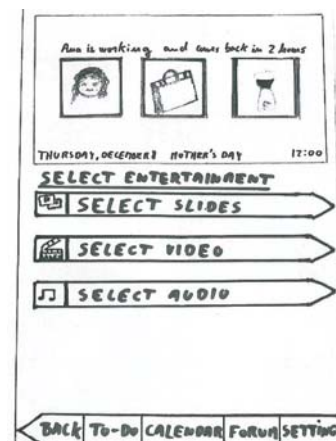 Ana is working and comes back in 2 hours
THURSDAY, DECEMBER 8 MOTHER'S DAY 12:00
SELECT ENTERTAINMENT
SELECT SLIDES
SELECT VIDEO
SELECT AUDIO
BACK TO-DO CALENDAR FORUM SETTING